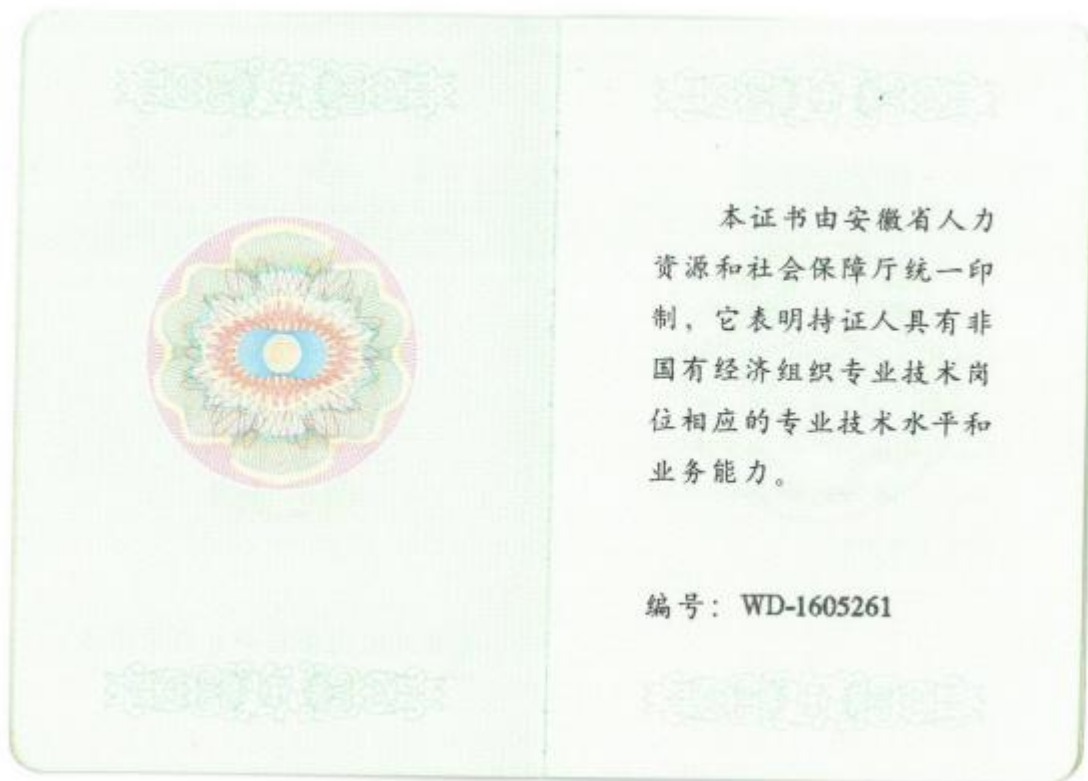 本证书由安徽省人力
资源和社会保障厅统一印
制，它表明持证人具有非
国有经济组织专业技术岗
位相应的专业技术水平和
业务能力。
编号：WD-1605261